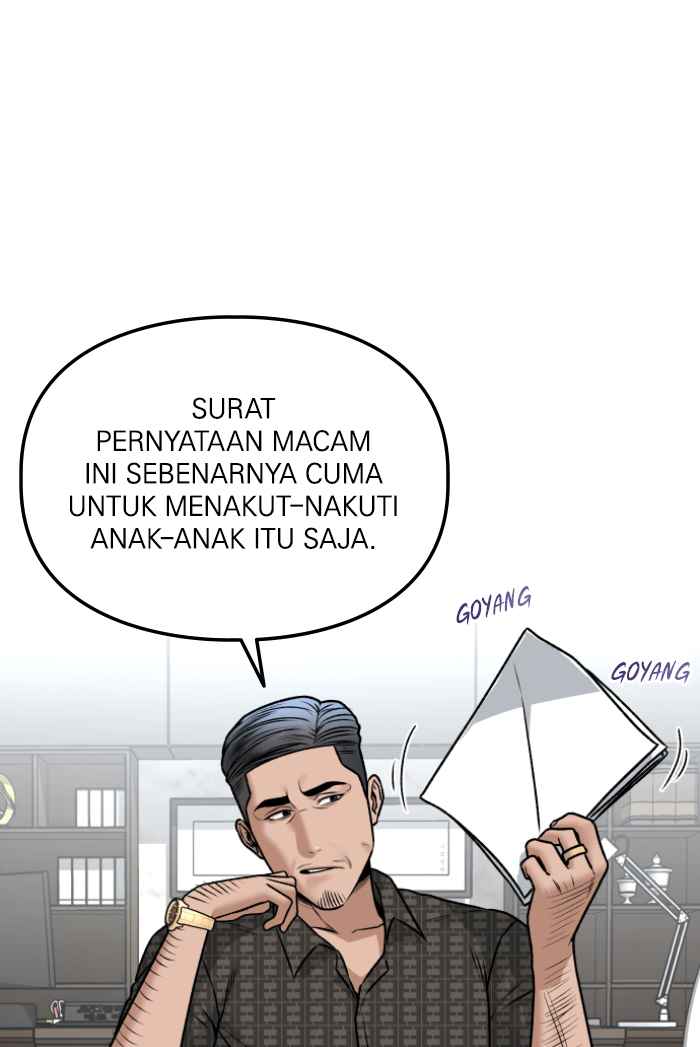 SURAT
PERNYATAAN MACAM
INI SEBENARNYA CUMA
UNTUK MENAKUT-NAKUTI
ANAK-ANAK ITU SAJA.
GOYANG
GOYANG